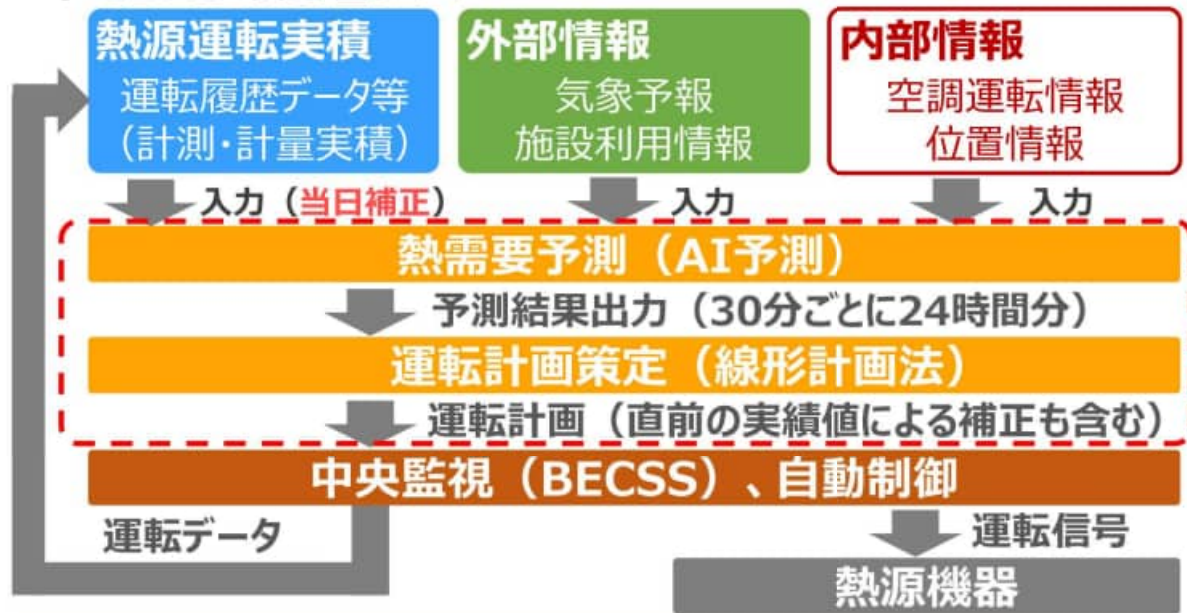 熱源運転実積
運転履歴データ等
（計測・計量実積）
外部情報
気象予報
施設利用情報
内部情報
空調運転情報
位置情報
入力（当日補正）
入力
入力
熱需要予測（AI予測）
予測結果出力（30分ごとに24時間分）
運転計画策定（線形計画法）
運転計画（直前の実績値による補正も含む）
中央監視（BECSS）、自動制御
運転データ
運転信号
熱源機器